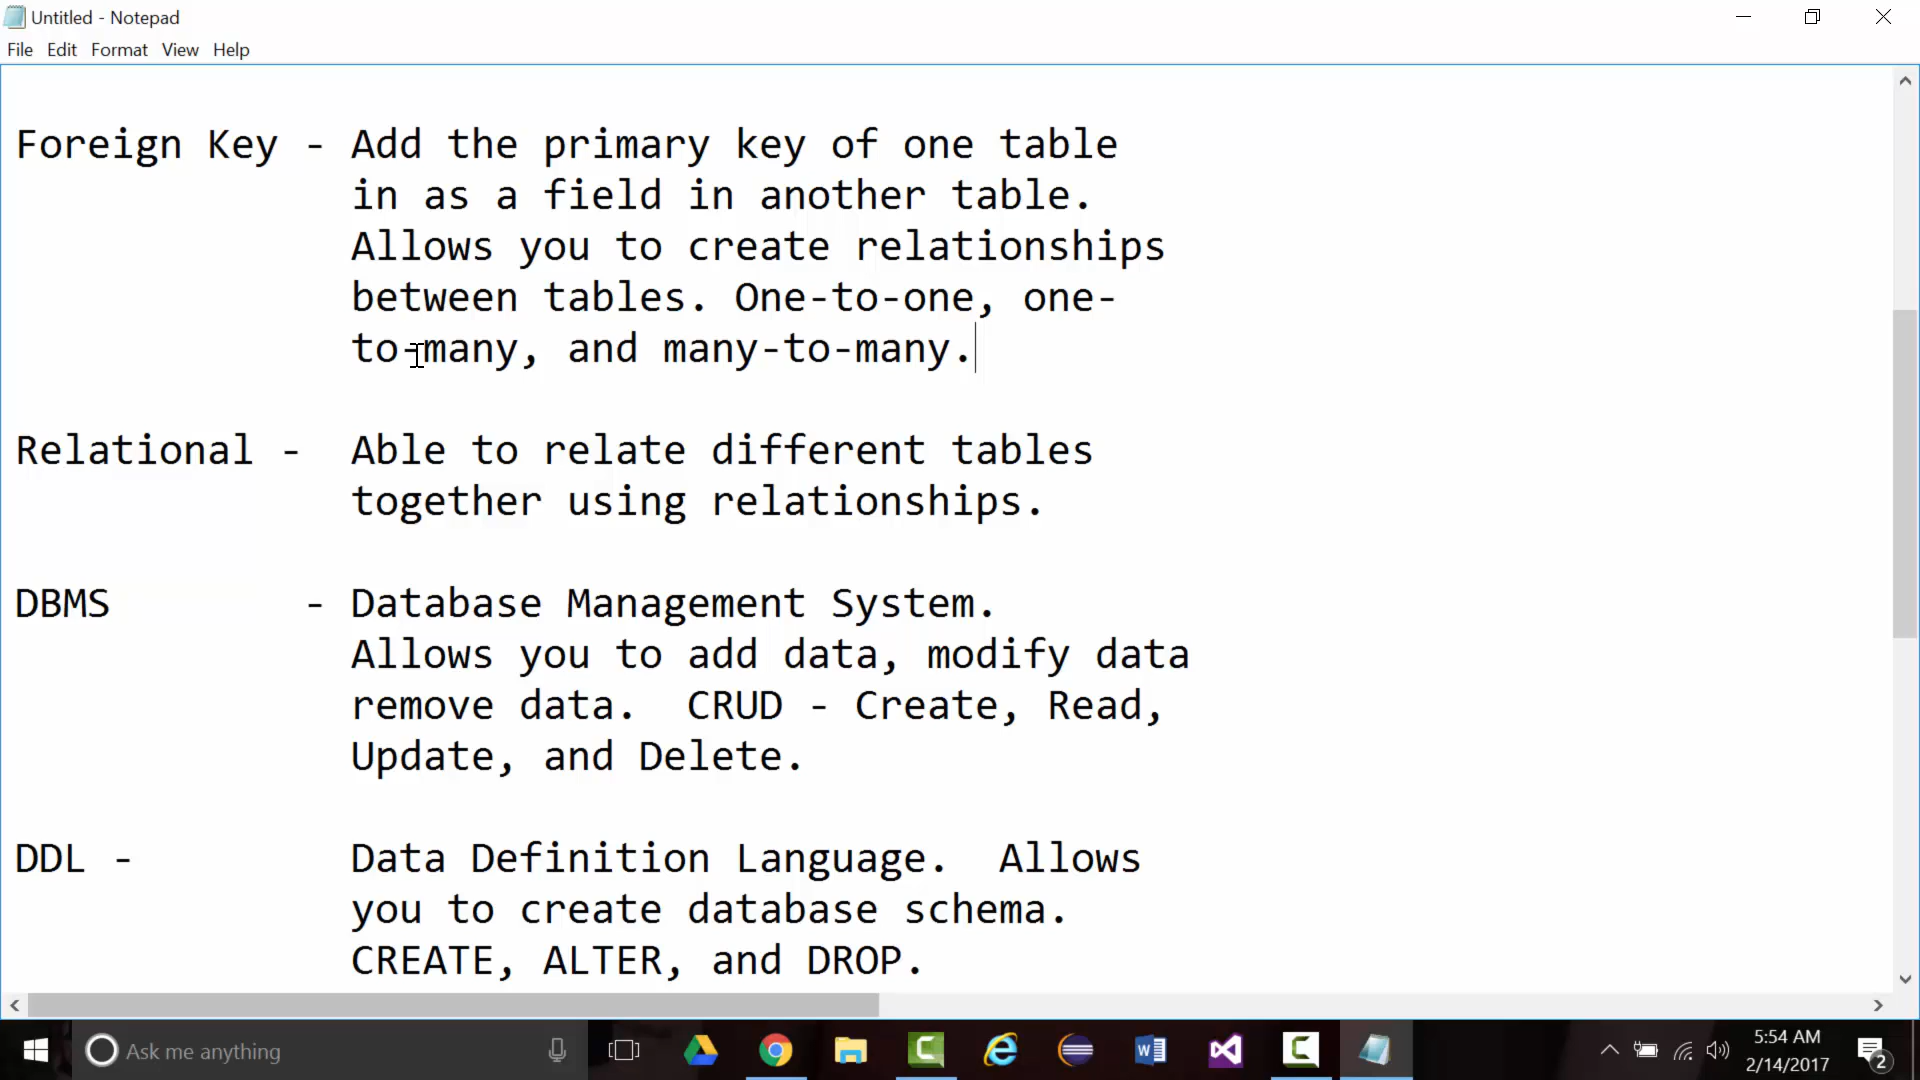 Untitled - Notepad
File Edit Format View Help
Foreign Key - Add the primary key of one table
in as a field in another table.
Allows you to create relationships
between tables. One-to-one, one-
to-many, and many-to-many.
Relational - Able to relate different tables
together using relationships.
DBMS - Database Management System.
Allows you to add data, modify data
remove data. CRUD - Create, Read,
Update, and Delete.
DDL - Data Definition Language. Allows
you to create database schema.
CREATE, ALTER, and DROP.
Ask me anything
5:54 AM
2/14/2017
2